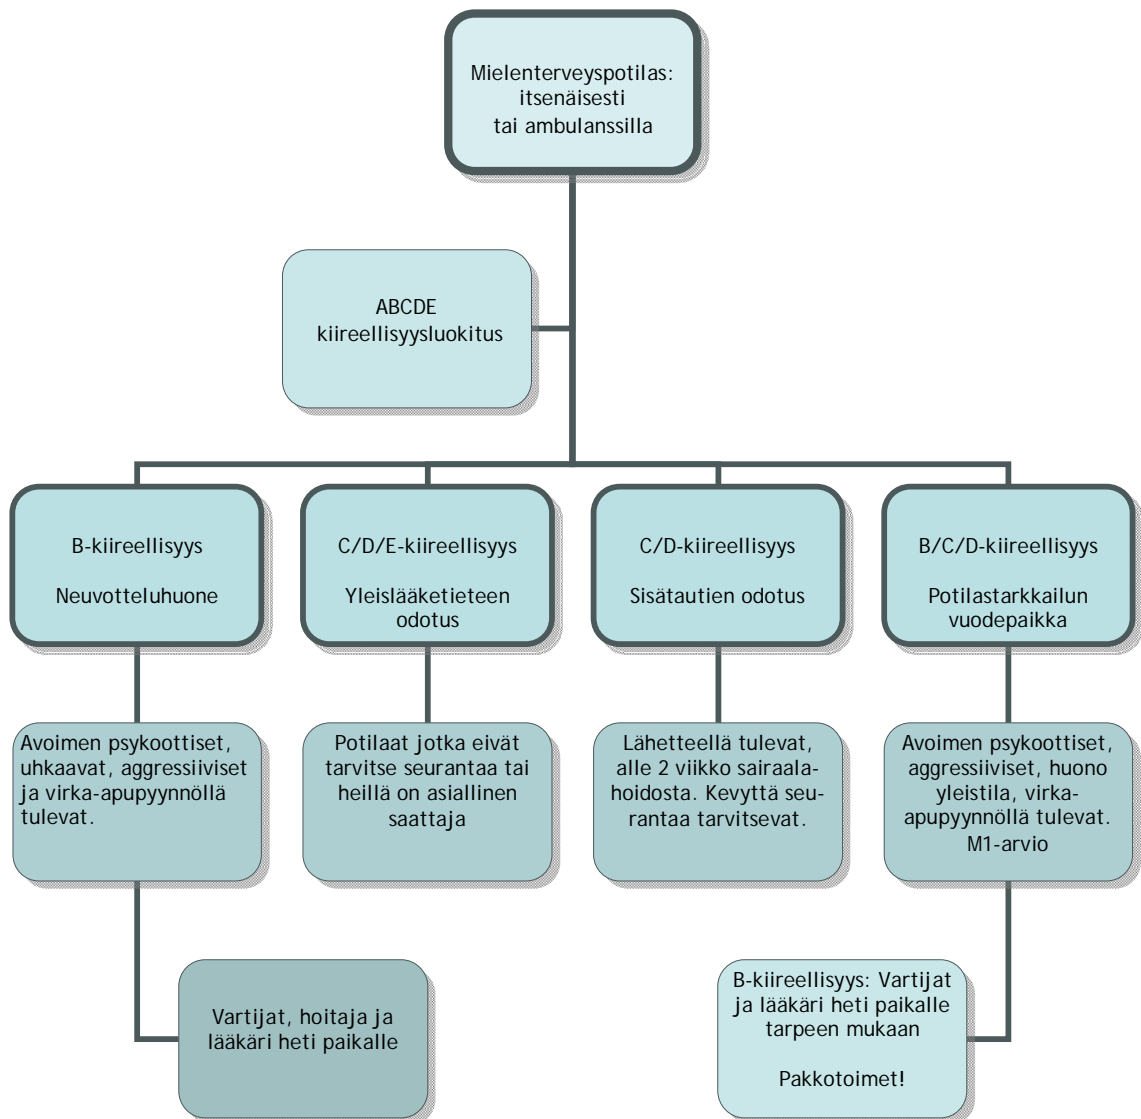 Mielenterveyspotilas:
itsenäisesti
tai ambulanssilla
ABCDE
kiireellisyysluokitus
B-kiireellisyys
Neuvotteluhuone
C/D/E-kiireellisyys
Yleislääketieteen
odotus
C/D-kiireellisyys
Sisätautien odotus
B/C/D-kiireellisyys
Potilastarkkailun
vuodepaikka
Avoimen psykoottiset,
uhkaavat, aggressiiviset
ja virka-apupyynnöllä
tulevat.
Potilaat jotka eivät
tarvitse seurantaa tai
heillä on asiallinen
saattaja
Lähetteellä tulevat,
alle 2 viikko sairaala-
hoidosta. Kevyttä seu-
rantaa tarvitsevat.
Avoimen psykoottiset,
aggressiiviset, huono
yleistila, virka-
apupyynnöllä tulevat.
M1-arvio
Vartijat, hoitaja ja
lääkäri heti paikalle
B-kiireellisyys: Vartijat
ja lääkäri heti paikalle
tarpeen mukaan
Pakkotoimet!